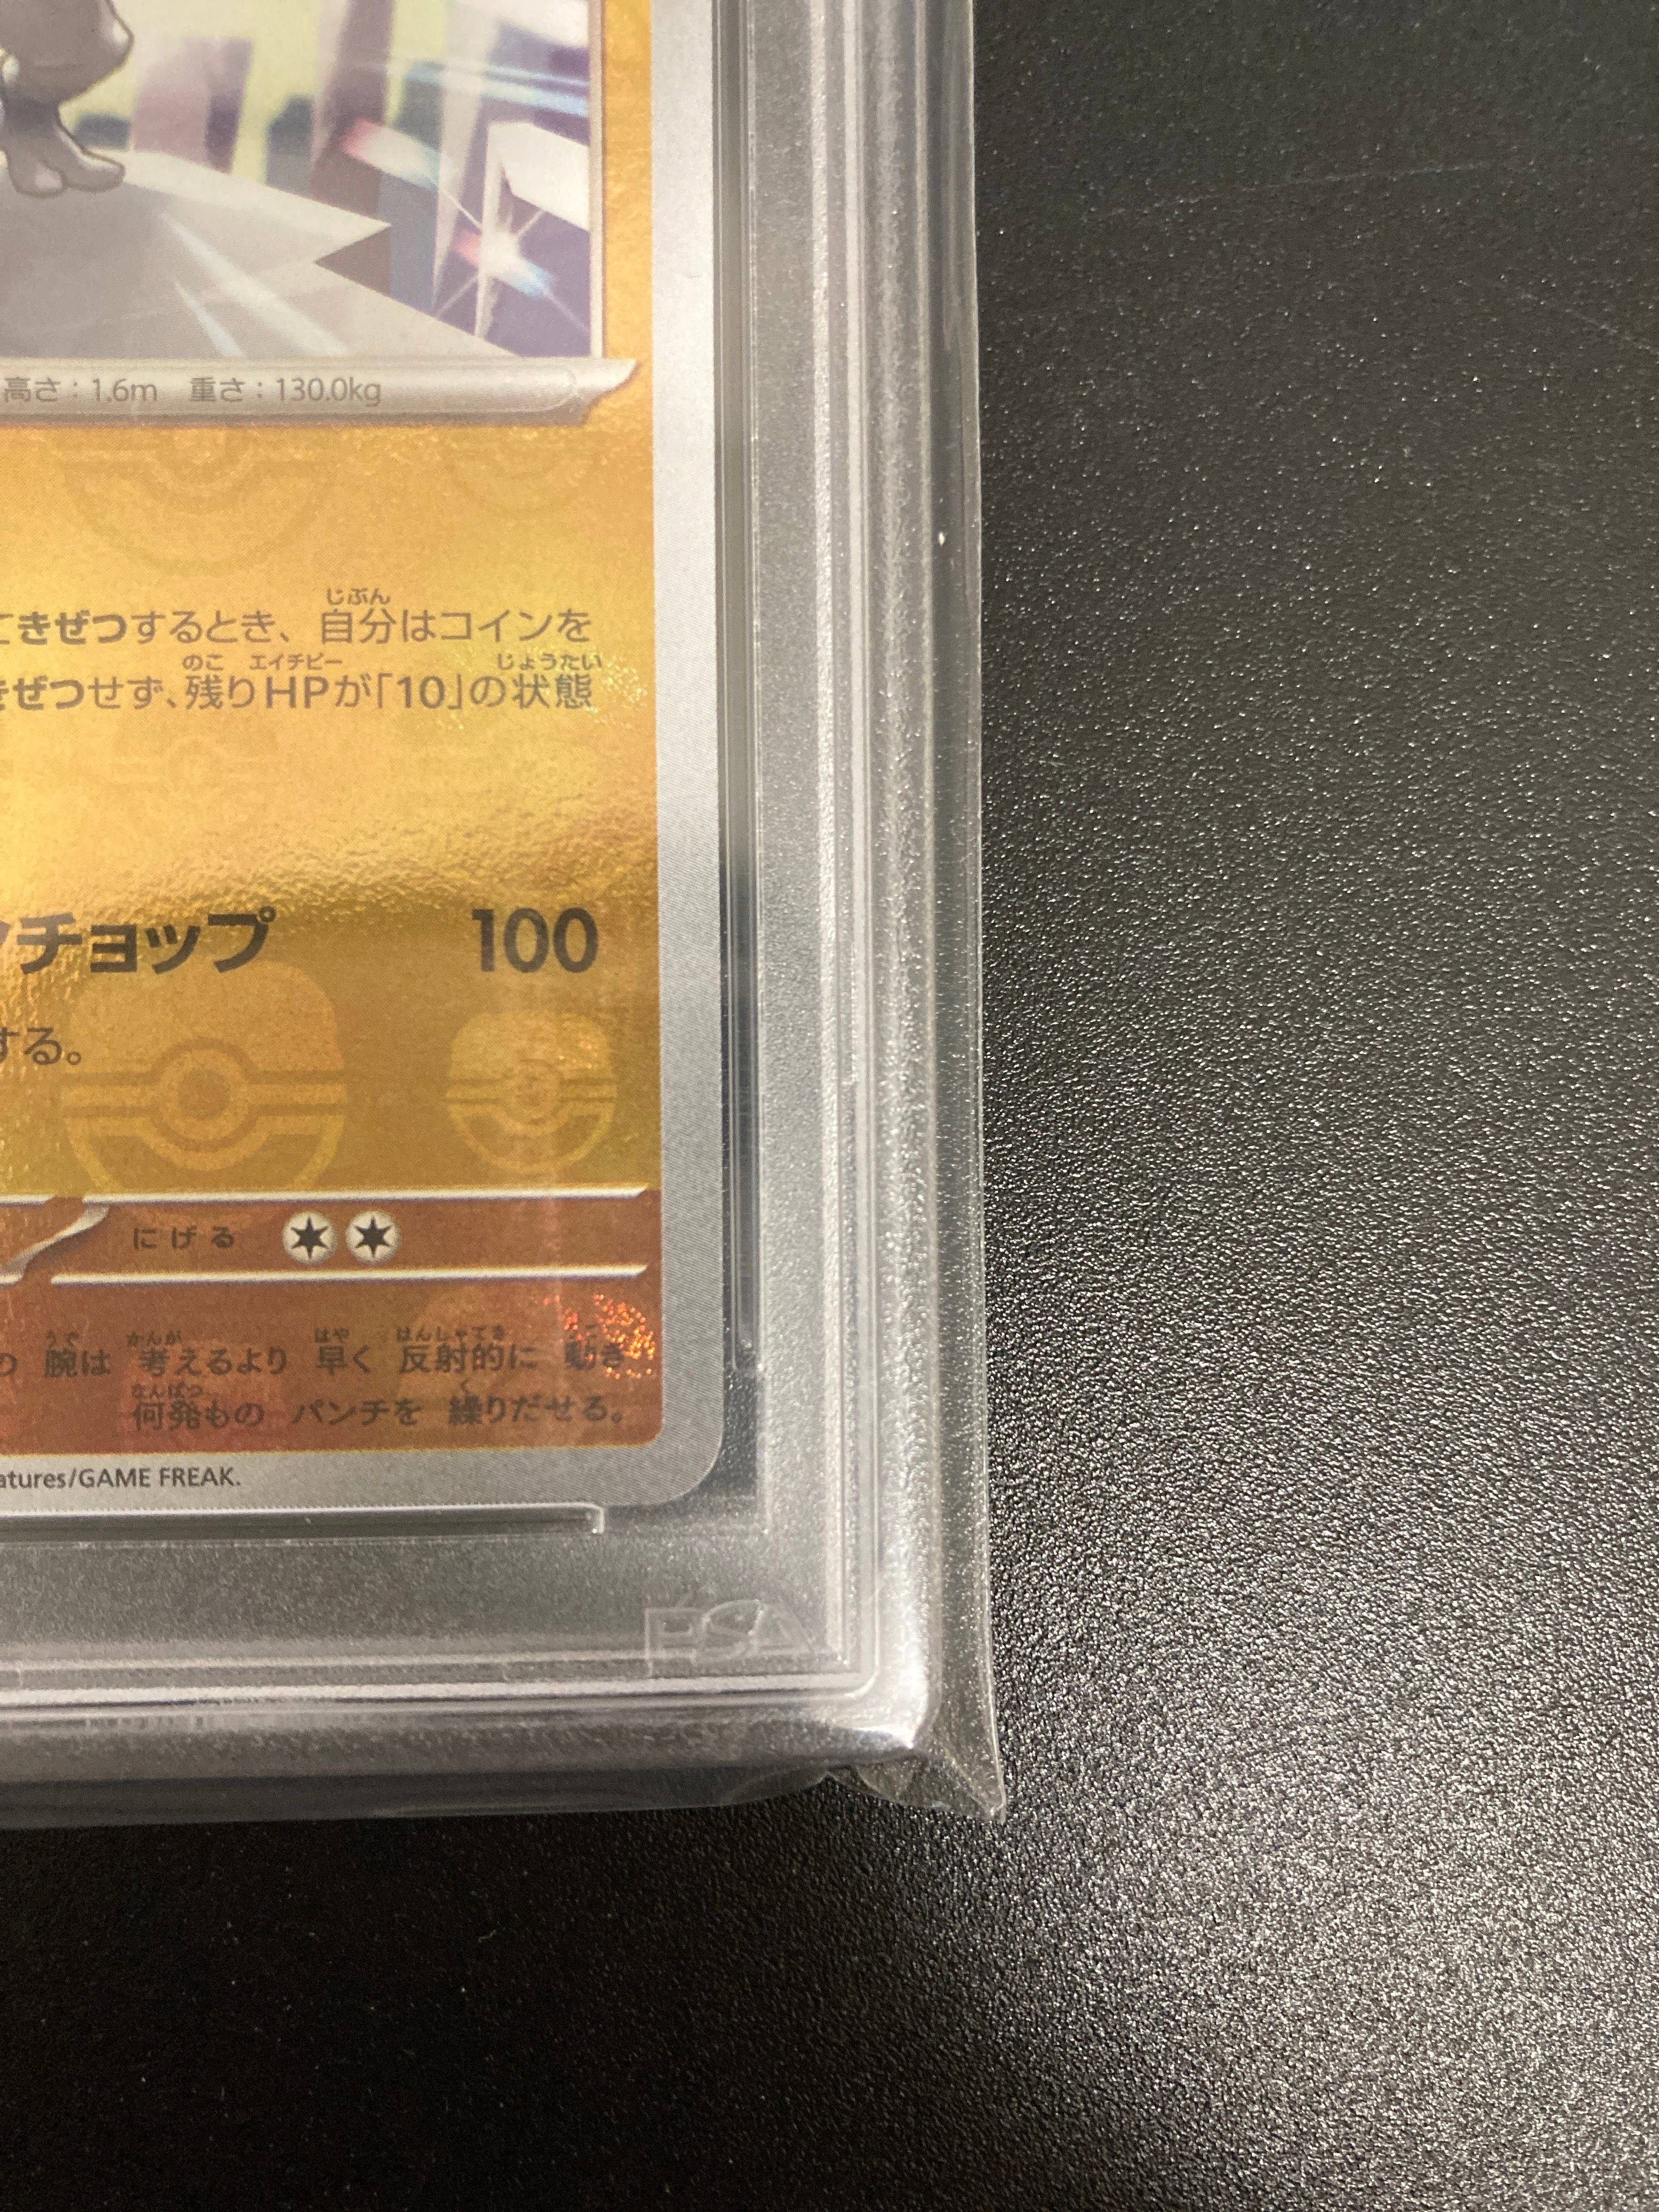 高さ：1.6m 重さ：130.0kg
じぶん
きぜつするとき、自分はコインを
のこ エイチピー じょうたい
ぜつせず、残りHPが「10」の状態
チョップ 100
する。
にげる
うで かんが はや はんしゃてき
腕は 考えるより 早く 反射的に 動き
なんぱつ く
何発もの パンチを 繰りだせる。
atures/GAME FREAK.
PSA